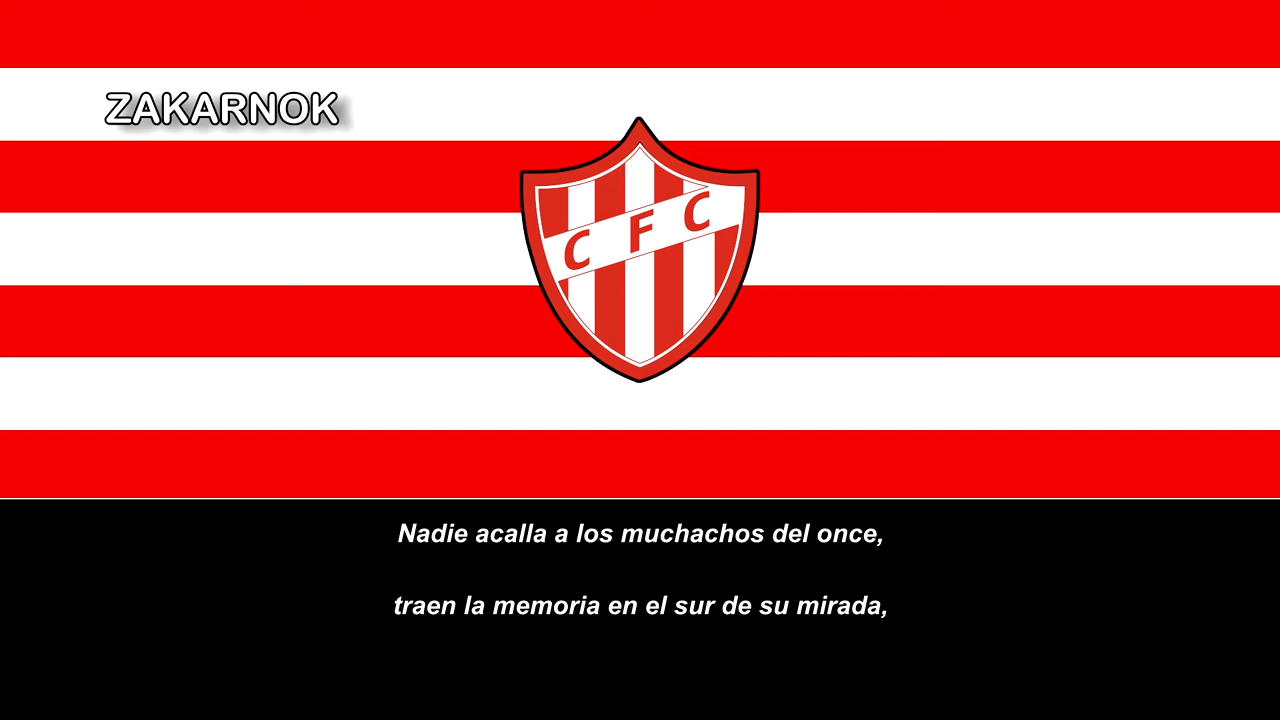 ZAKARNOK
C F C
Nadie acalla a los muchachos del once,
traen la memoria en el sur de su mirada,